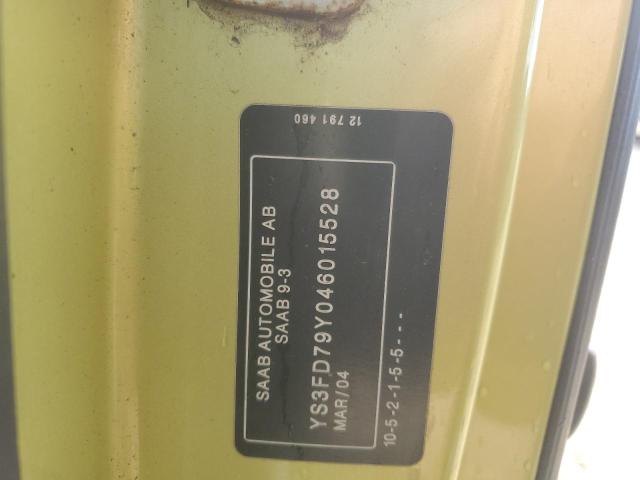 SAAB AUTOMOBILE AB
SAAB 9-3
YS3FD79Y046015528
MAR/04
10-5-2-1-5-5---
12 791 460